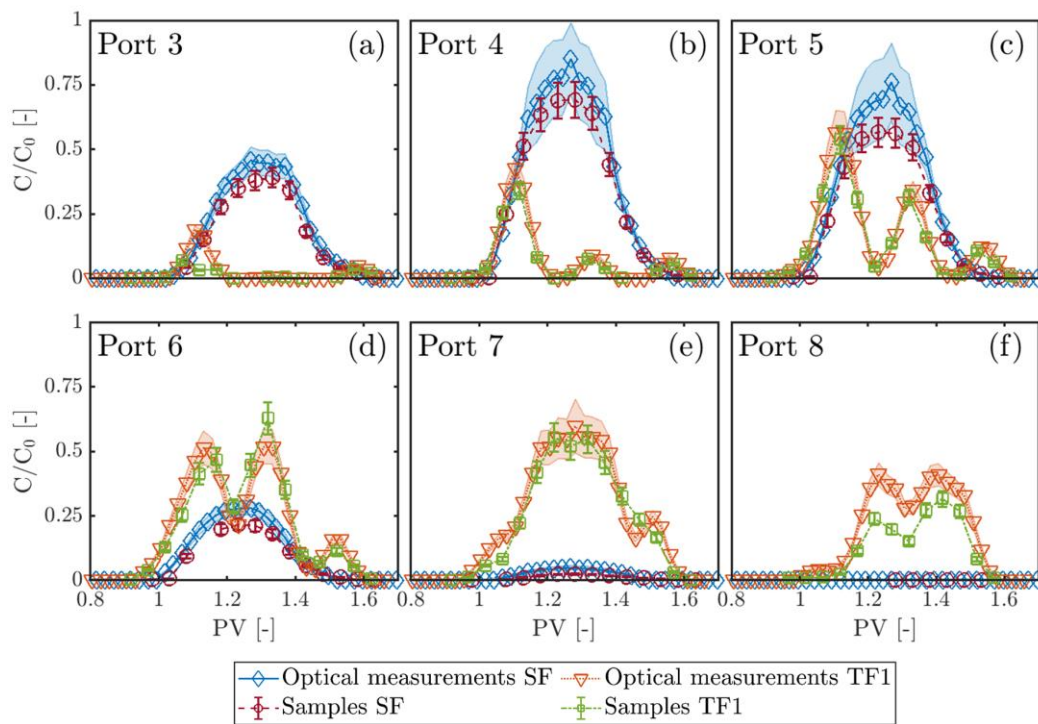 Port 3 (a) Port 4 (b) Port 5 (c)
1
0.75
0.5
0.25
0
C/C₀ [-]
Port 6 (d) Port 7 (e) Port 8 (f)
1
0.75
0.5
0.25
0
C/C₀ [-]
0.8 1 1.2 1.4 1.6 0.8 1 1.2 1.4 1.6 0.8 1 1.2 1.4 1.6
PV [-] PV [-] PV [-]
Optical measurements SF Optical measurements TF1
Samples SF Samples TF1